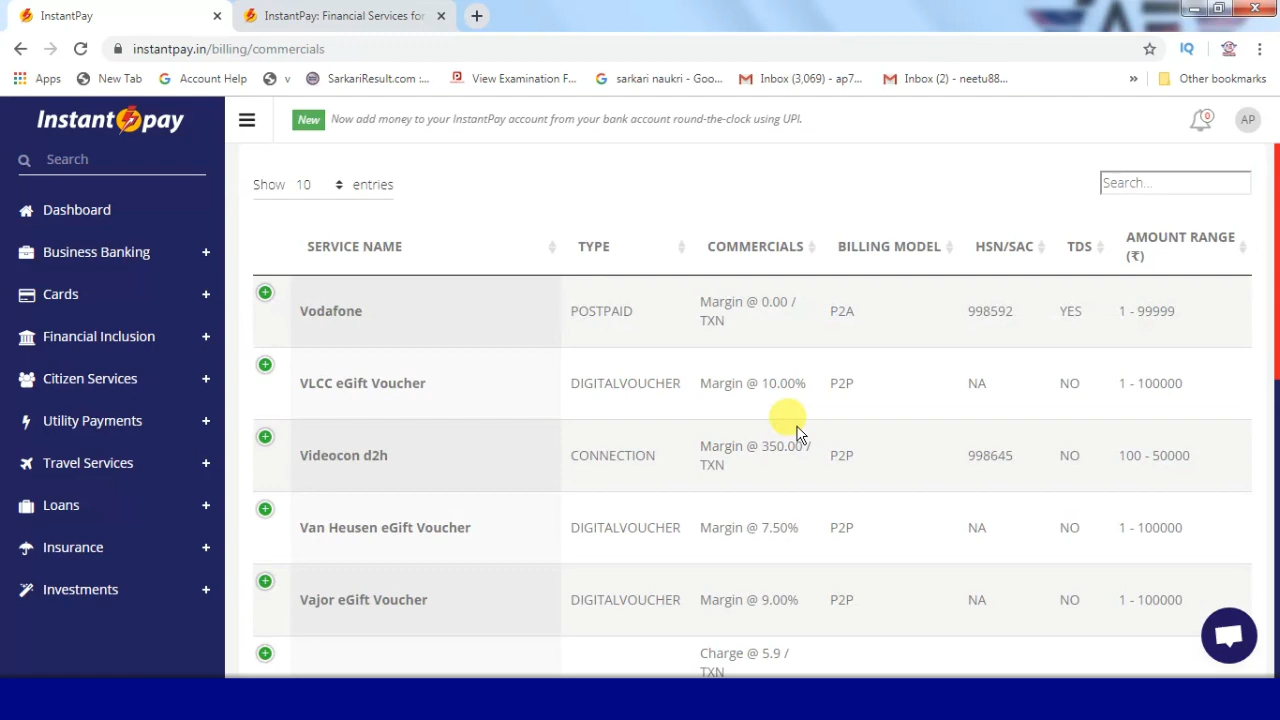 InstantPay
InstantPay: Financial Services for
instantpay.in/billing/commercials
IQ
Apps
New Tab
G Account Help
v
SarkariResult.com :...
View Examination F...
G sarkari naukri - Goo...
Inbox (3,069) - ap7...
Inbox (2) - neetu88...
»
Other bookmarks
Instant pay
New
Now add money to your InstantPay account from your bank account round-the-clock using UPI.
0
AP
Search
Dashboard
Business Banking +
Cards +
Financial Inclusion +
Citizen Services +
Utility Payments +
Travel Services +
Loans +
Insurance +
Investments +
Show 10 entries
Search...
SERVICE NAME TYPE COMMERCIALS BILLING MODEL HSN/SAC TDS AMOUNT RANGE
(₹)
Vodafone POSTPAID Margin @ 0.00 /
TXN P2A 998592 YES 1 - 99999
VLCC eGift Voucher DIGITALVOUCHER Margin @ 10.00% P2P NA NO 1 - 100000
Videocon d2h CONNECTION Margin @ 350.00 /
TXN P2P 998645 NO 100 - 50000
Van Heusen eGift Voucher DIGITALVOUCHER Margin @ 7.50% P2P NA NO 1 - 100000
Vajor eGift Voucher DIGITALVOUCHER Margin @ 9.00% P2P NA NO 1 - 100000
Charge @ 5.9 /
TXN